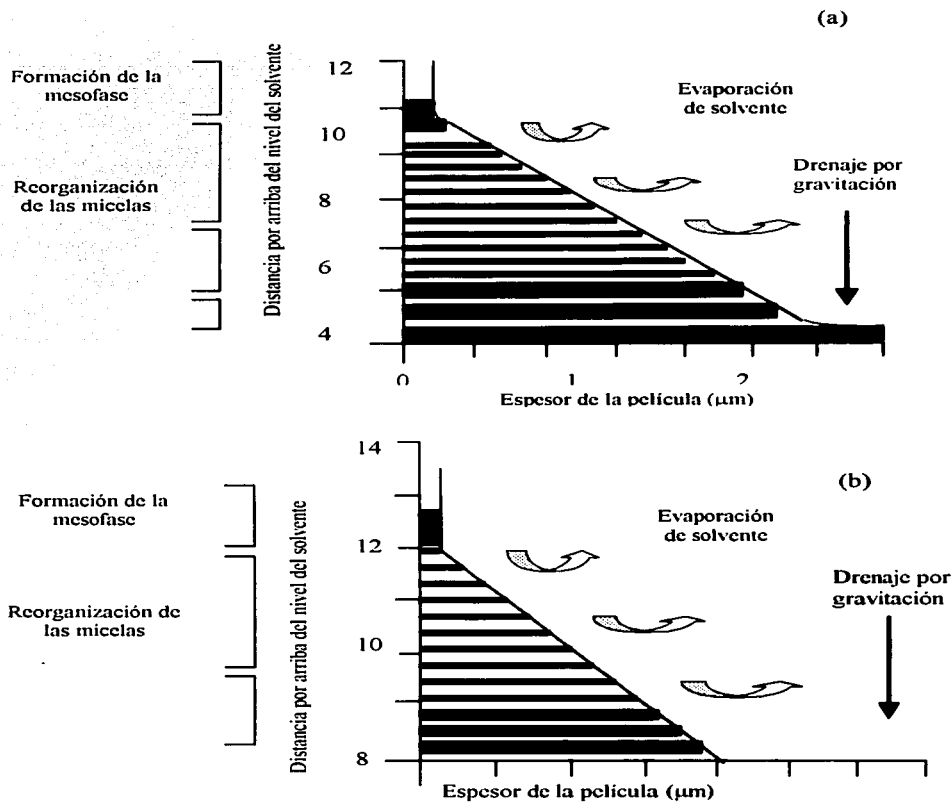 (a)
Formación de la
mesofase
Reorganización
de las micelas
Distancia por arriba del nivel del solvente
12
10
8
6
4
Evaporación
de solvente
Drenaje por
gravitación
0
1
2
Espesor de la película (µm)
(b)
Formación de la
mesofase
Reorganización de
las micelas
Distancia por arriba del nivel del solvente
14
12
10
8
Evaporación
de solvente
Drenaje por
gravitación
Espesor de la película (µm)